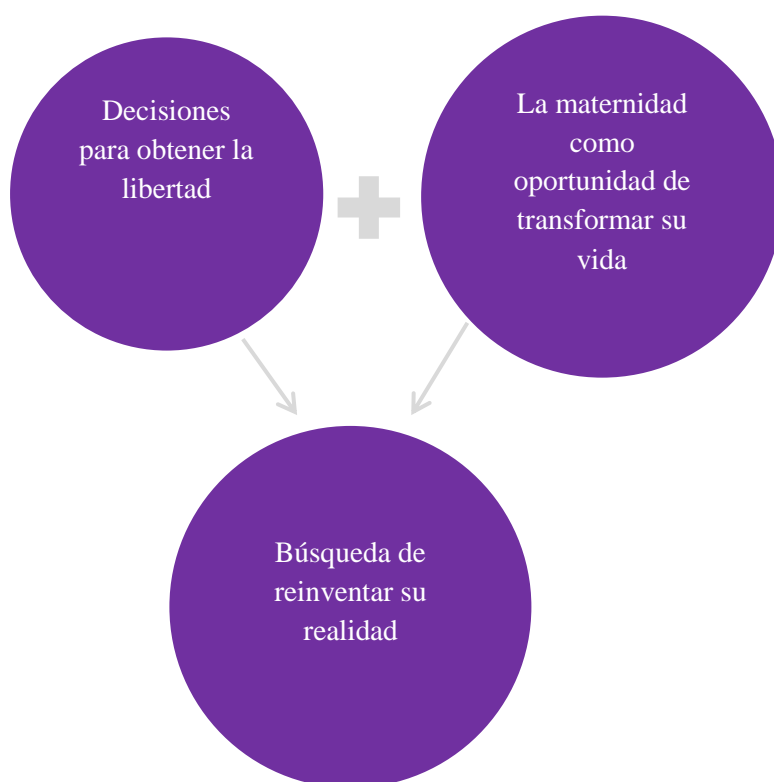 Decisiones
para obtener la
libertad
La maternidad
como
oportunidad de
transformar su
vida
Búsqueda de
reinventar su
realidad